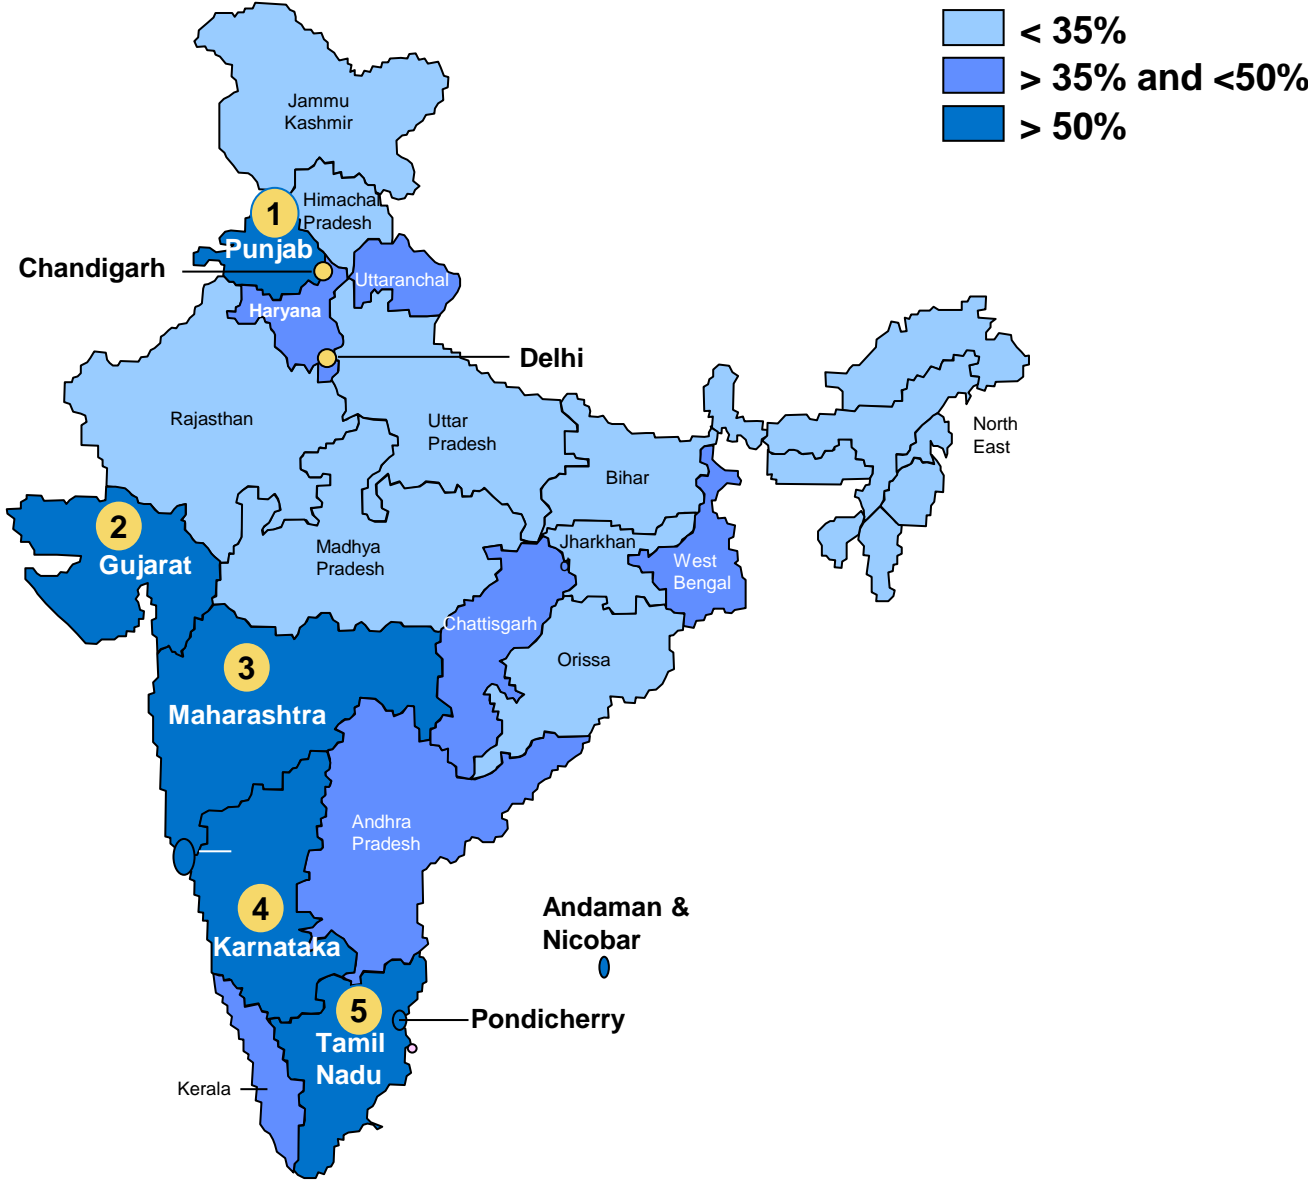 < 35%
> 35% and <50%
> 50%
Jammu
Kashmir
Himachal
Pradesh
1
Punjab
Chandigarh
Uttaranchal
Haryana
Delhi
Rajasthan
Uttar
Pradesh
North
East
Bihar
2
Gujarat
Madhya
Pradesh
Jharkhan
West
Bengal
Chattisgarh
Orissa
3
Maharashtra
Andhra
Pradesh
4
Karnataka
Andaman &
Nicobar
5
Tamil
Nadu
Pondicherry
Kerala